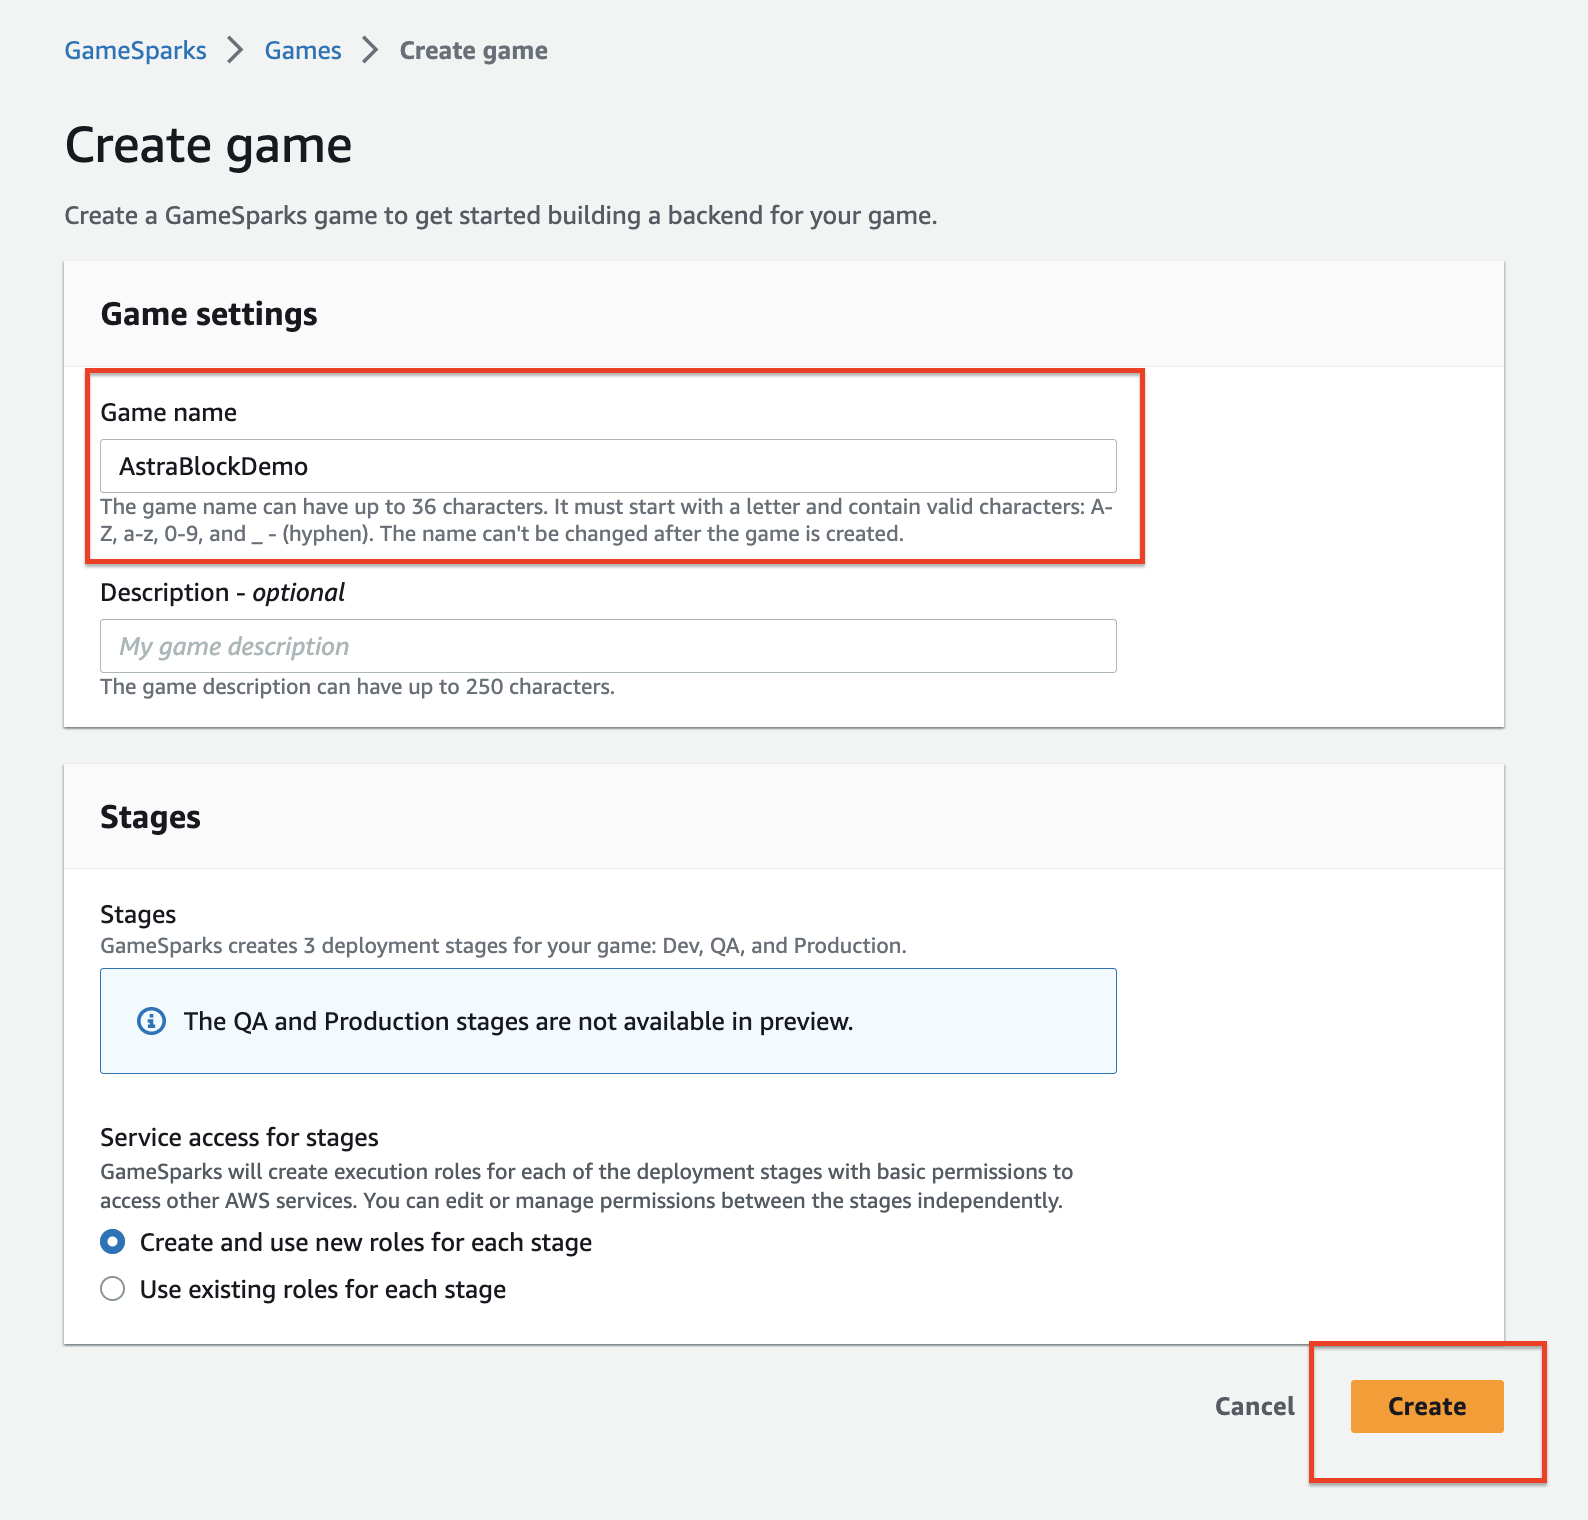 GameSparks > Games > Create game
Create game
Create a GameSparks game to get started building a backend for your game.
Game settings
Game name
AstraBlockDemo
The game name can have up to 36 characters. It must start with a letter and contain valid characters: A-
Z, a-z, 0-9, and _ - (hyphen). The name can't be changed after the game is created.
Description - optional
My game description
The game description can have up to 250 characters.
Stages
Stages
GameSparks creates 3 deployment stages for your game: Dev, QA, and Production.
The QA and Production stages are not available in preview.
Service access for stages
GameSparks will create execution roles for each of the deployment stages with basic permissions to
access other AWS services. You can edit or manage permissions between the stages independently.
Create and use new roles for each stage
Use existing roles for each stage
Cancel Create